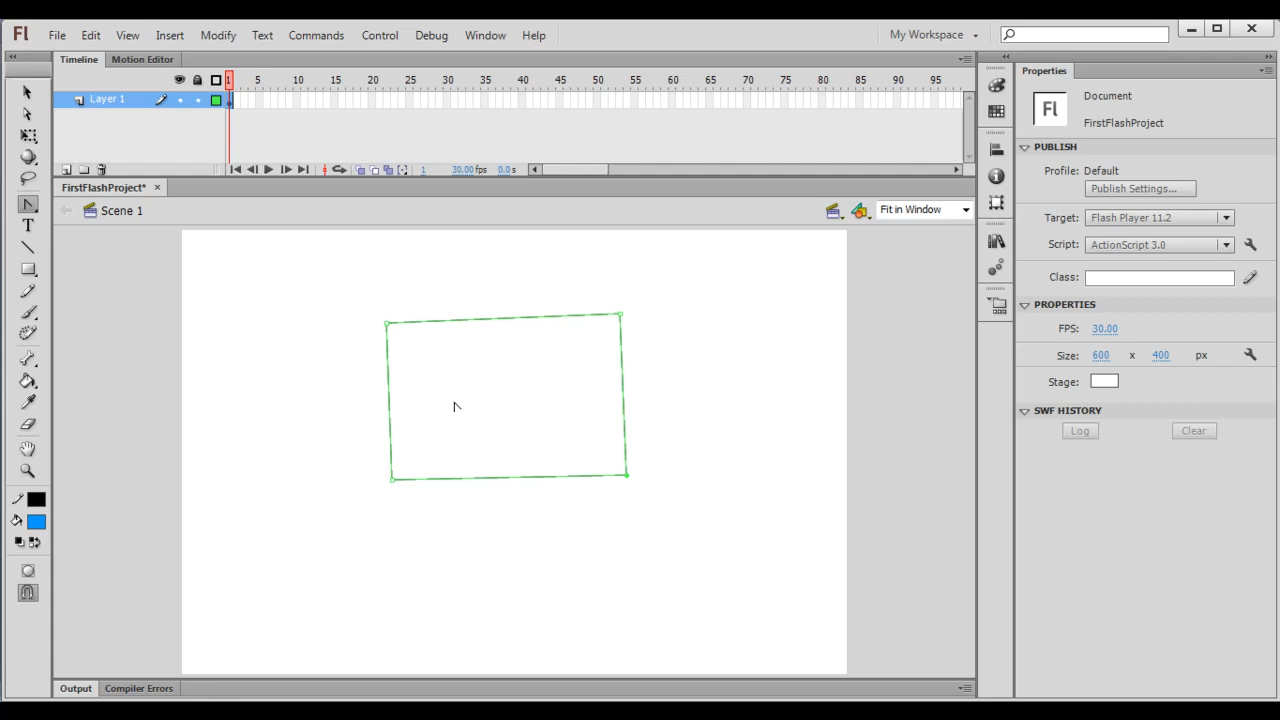 Fl File Edit View Insert Modify Text Commands Control Debug Window Help My Workspace
Timeline Motion Editor
Properties
1 5 10 15 20 25 30 35 40 45 50 55 60 65 70 75 80 85 90 95
Layer 1
Fl
Document
FirstFlashProject
PUBLISH
Profile: Default
Publish Settings...
1 30.00 fps 0.0 s
FirstFlashProject* ×
Scene 1
Fit in Window
Target: Flash Player 11.2
Script: ActionScript 3.0
Class:
PROPERTIES
FPS: 30.00
Size: 600 x 400 px
Stage:
SWF HISTORY
Log Clear
T
Output Compiler Errors